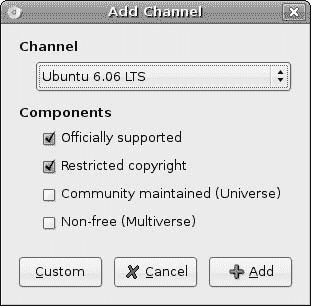 Add Channel
Channel
Ubuntu 6.06 LTS
Components
Officially supported
Restricted copyright
Community maintained (Universe)
Non-free (Multiverse)
Custom
Cancel
Add